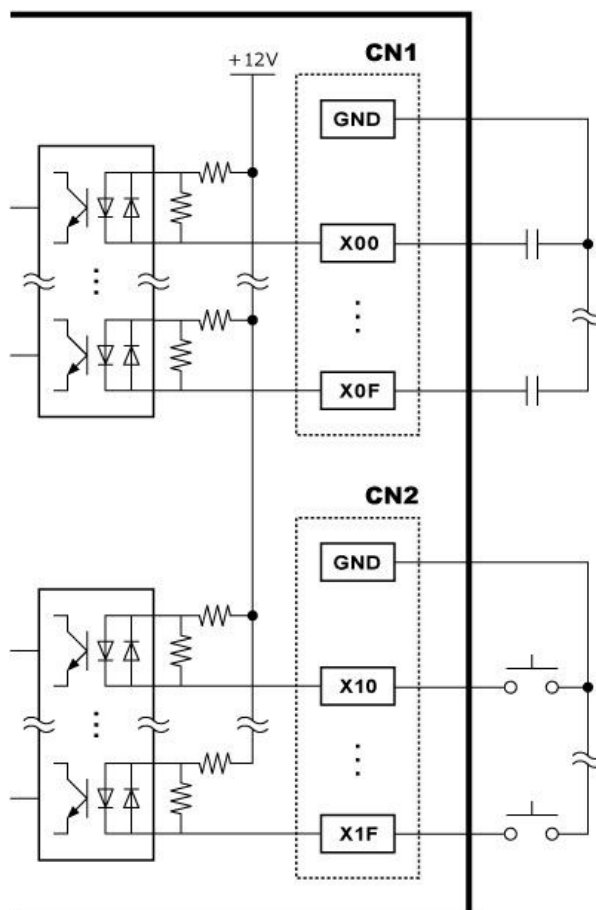 CN1
+12V
GND
X00
X0F
CN2
GND
X10
X1F